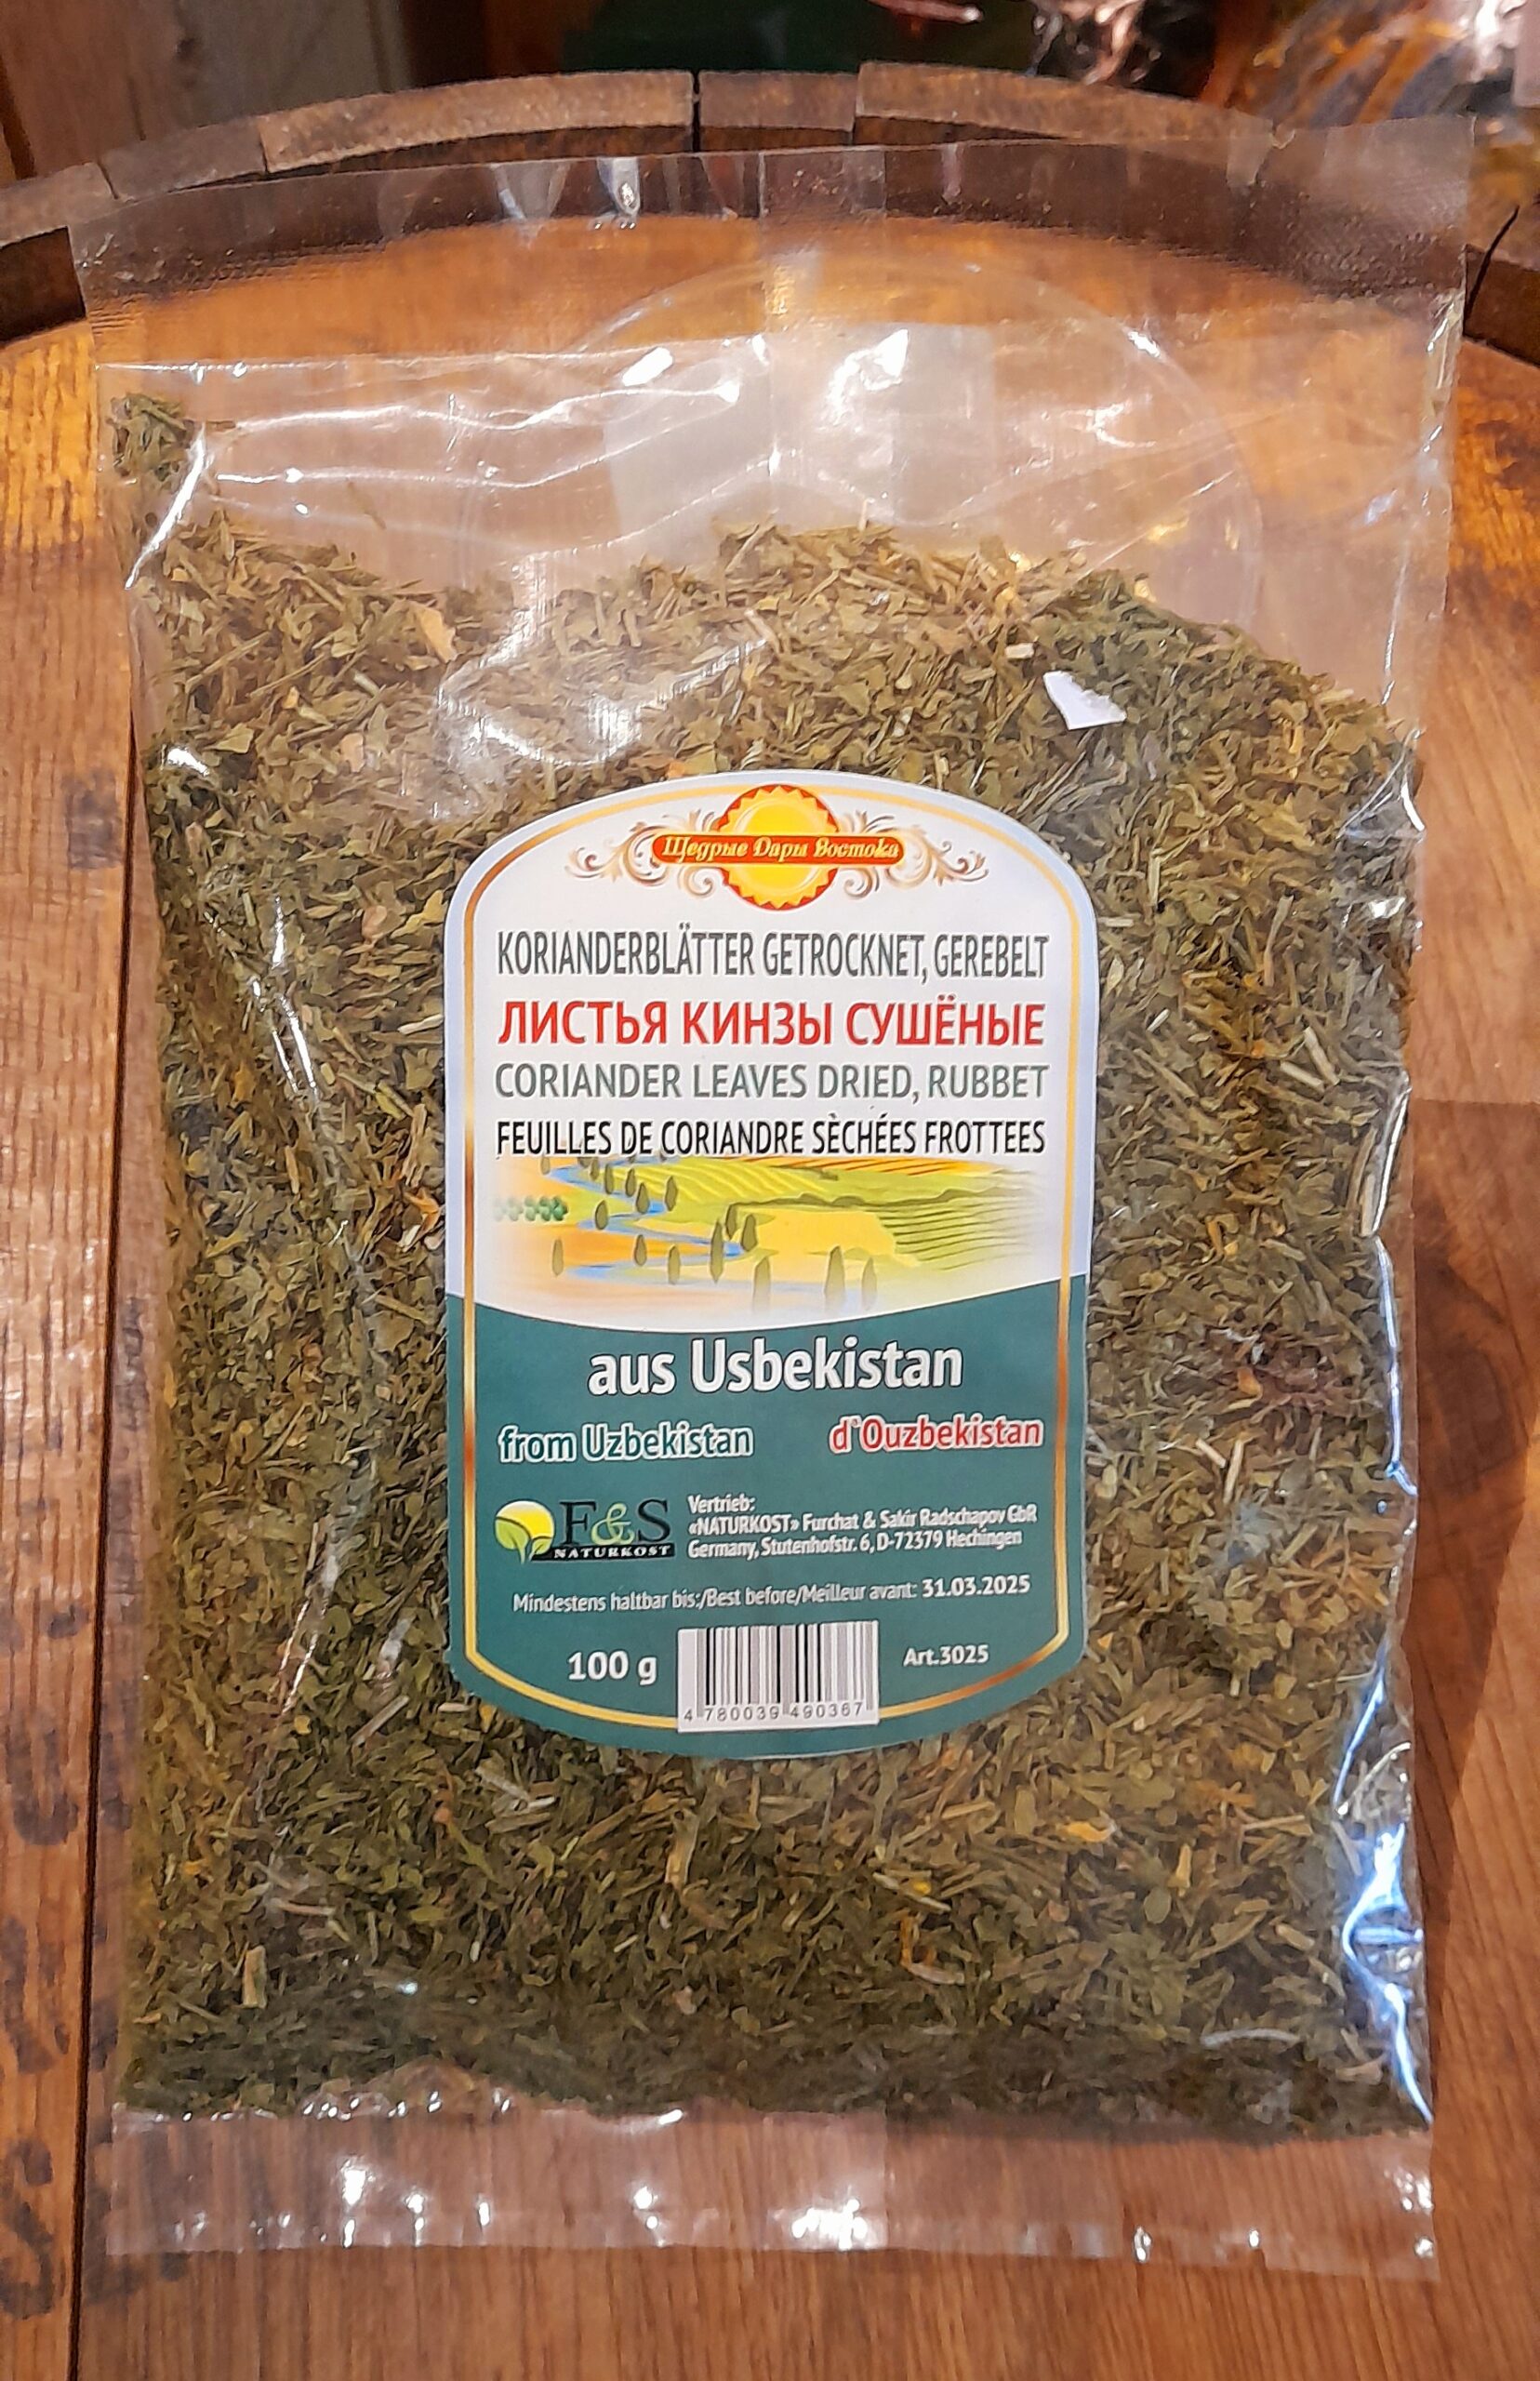 Щедрые Дары Востока
KORIANDERBLÄTTER GETROCKNET, GEREBELT
ЛИСТЬЯ КИНЗЫ СУШЁНЫЕ
CORIANDER LEAVES DRIED, RUBBET
FEUILLES DE CORIANDRE SÈCHÉES FROTTEES
aus Usbekistan
from Uzbekistan d'Ouzbekistan
F&S
NATURKOST
Vertrieb:
«NATURKOST» Furchat & Sakir Radschapov GbR
Germany, Stutenhofstr. 6, D-72379 Hechingen
Mindestens haltbar bis:/Best before/Meilleur avant: 31.03.2025
100 g
Art.3025
4 780039 490367